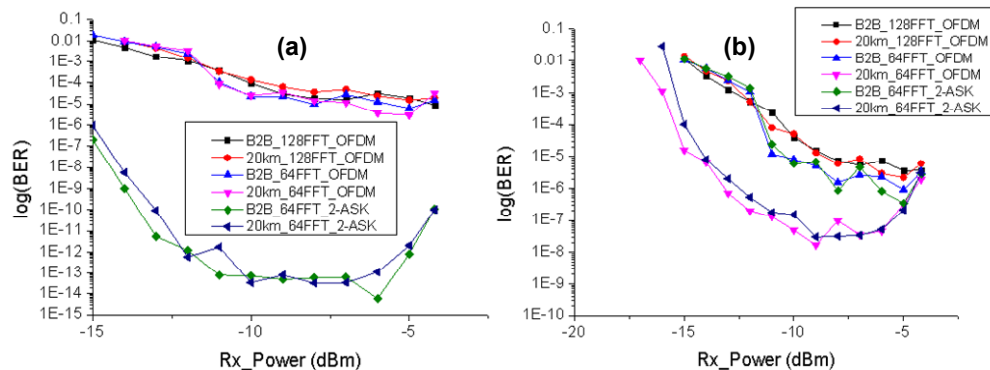 (a)
log(BER)
0.1
0.01
1E-3
1E-4
1E-5
1E-6
1E-7
1E-8
1E-9
1E-10
1E-11
1E-12
1E-13
1E-14
1E-15
B2B_128FFT_OFDM
20km_128FFT_OFDM
B2B_64FFT_OFDM
20km_64FFT_OFDM
B2B_64FFT_2-ASK
20km_64FFT_2-ASK
-15
-10
-5
Rx_Power (dBm)
(b)
log(BER)
0.1
0.01
1E-3
1E-4
1E-5
1E-6
1E-7
1E-8
1E-9
1E-10
B2B_128FFT_OFDM
20km_128FFT_OFDM
B2B_64FFT_OFDM
20km_64FFT_OFDM
B2B_64FFT_2-ASK
20km_64FFT_2-ASK
-20
-15
-10
-5
Rx_Power (dBm)